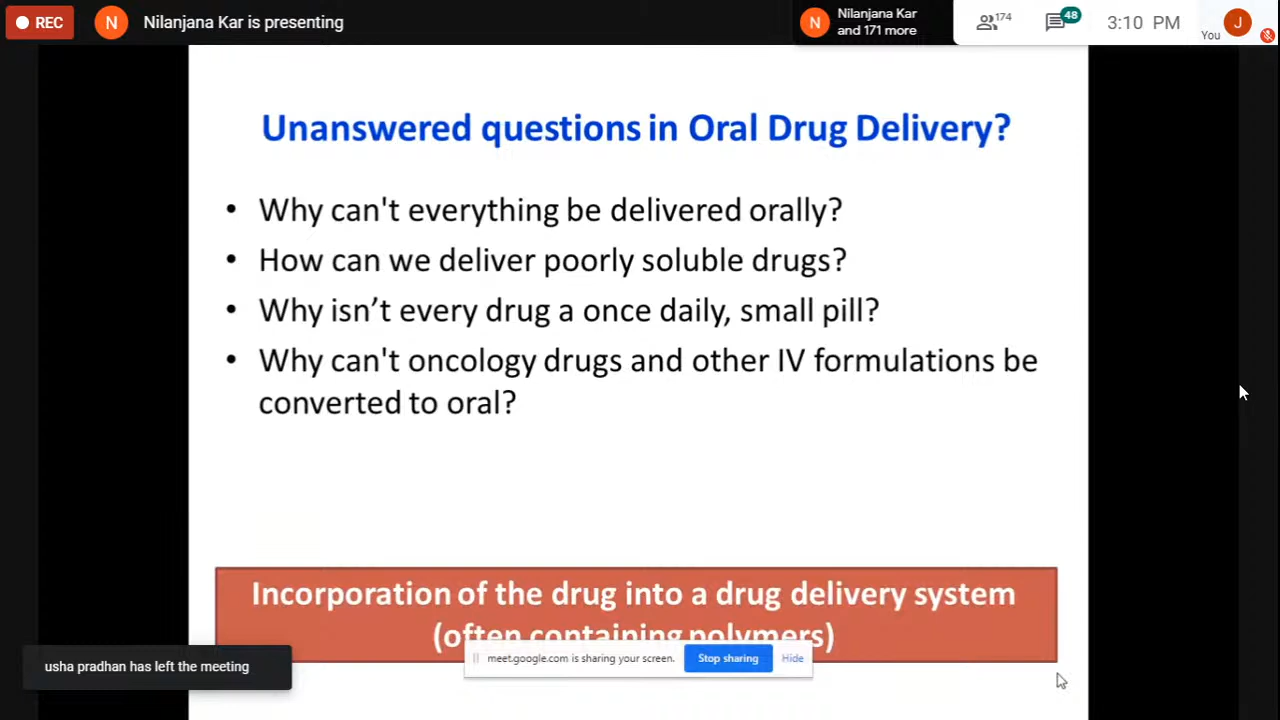 REC
N
Nilanjana Kar is presenting
N
Nilanjana Kar
and 171 more
174
48
3:10 PM
You
J
Unanswered questions in Oral Drug Delivery?
• Why can't everything be delivered orally?
• How can we deliver poorly soluble drugs?
• Why isn’t every drug a once daily, small pill?
• Why can't oncology drugs and other IV formulations be
converted to oral?
Incorporation of the drug into a drug delivery system
(often containing polymers)
usha pradhan has left the meeting
meet.google.com is sharing your screen.
Stop sharing
Hide